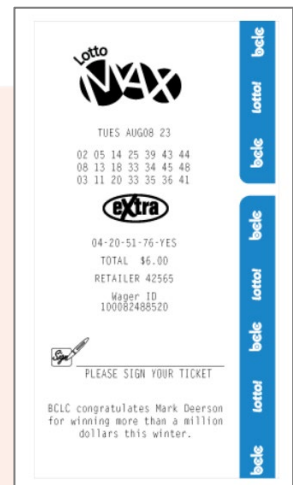 Lotto
MAX
TUES AUG08 23
02 05 14 25 39 43 44
08 13 18 33 34 45 48
03 11 20 33 35 36 41
extra
04-20-51-76-YES
TOTAL $6.00
RETAILER 42565
Wager ID
100082488520
Sign
PLEASE SIGN YOUR TICKET
BCLC congratulates Mark Deerson
for winning more than a million
dollars this winter.
bclc lotto! bclc
bclc lotto! bclc lotto! bclc